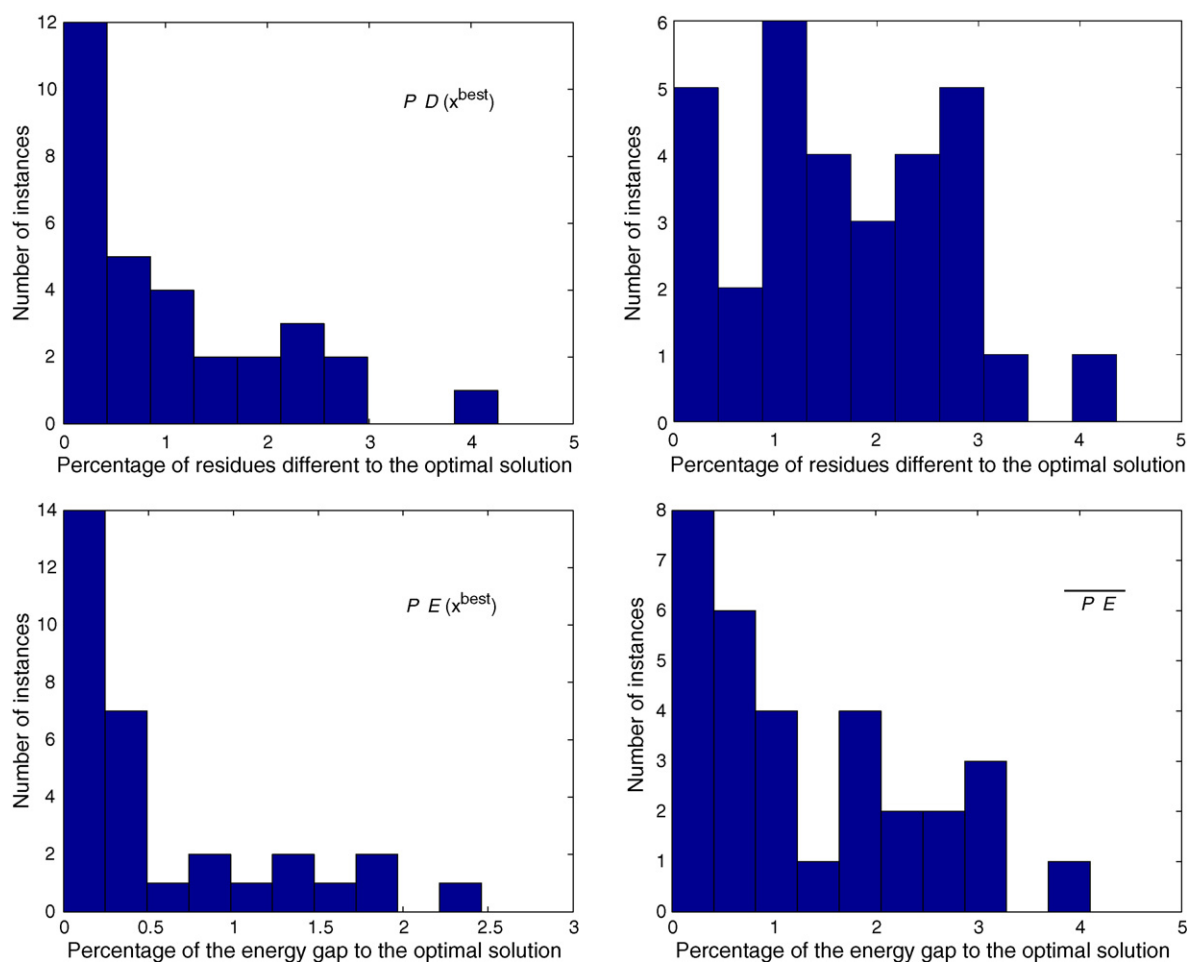 12
10
8
6
4
2
0
Number of instances
P D (x^best)
0 1 2 3 4 5
Percentage of residues different to the optimal solution
6
5
4
3
2
1
0
Number of instances
0 1 2 3 4 5
Percentage of residues different to the optimal solution
14
12
10
8
6
4
2
0
Number of instances
P E (x^best)
0 0.5 1 1.5 2 2.5 3
Percentage of the energy gap to the optimal solution
8
7
6
5
4
3
2
1
0
Number of instances
P E
0 1 2 3 4 5
Percentage of the energy gap to the optimal solution